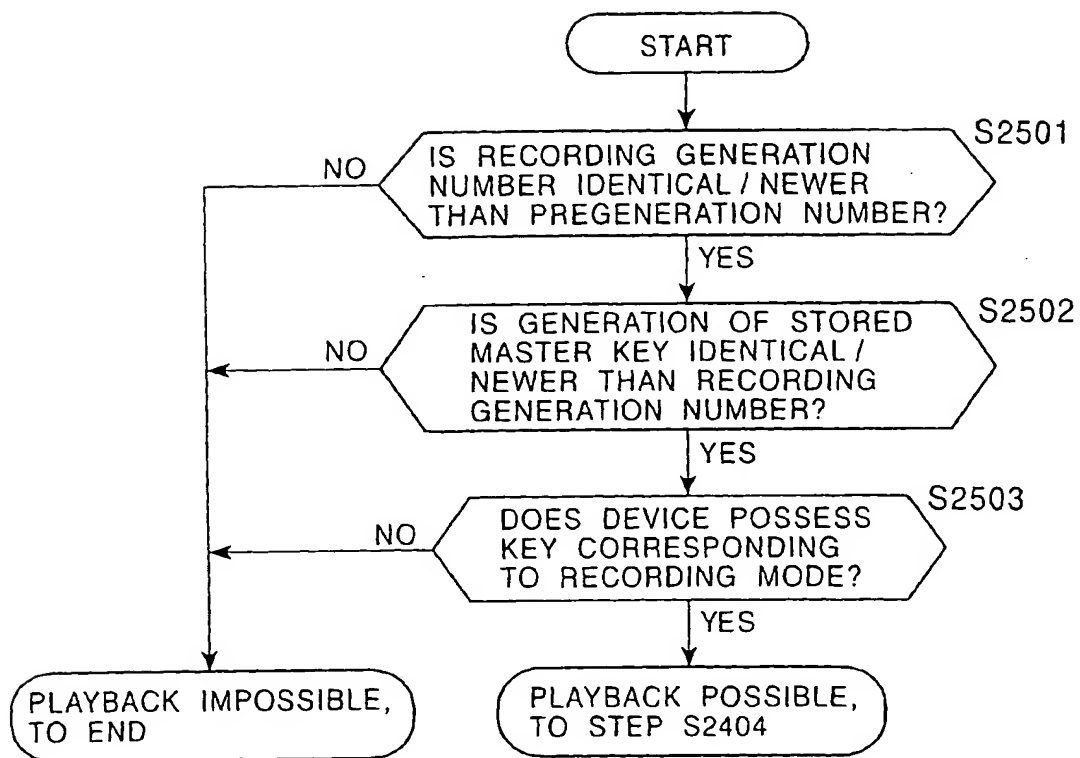 START
S2501
NO
IS RECORDING GENERATION
NUMBER IDENTICAL / NEWER
THAN PREGENERATION NUMBER?
YES
S2502
NO
IS GENERATION OF STORED
MASTER KEY IDENTICAL /
NEWER THAN RECORDING
GENERATION NUMBER?
YES
S2503
NO
DOES DEVICE POSSESS
KEY CORRESPONDING
TO RECORDING MODE?
YES
PLAYBACK IMPOSSIBLE,
TO END
PLAYBACK POSSIBLE,
TO STEP S2404